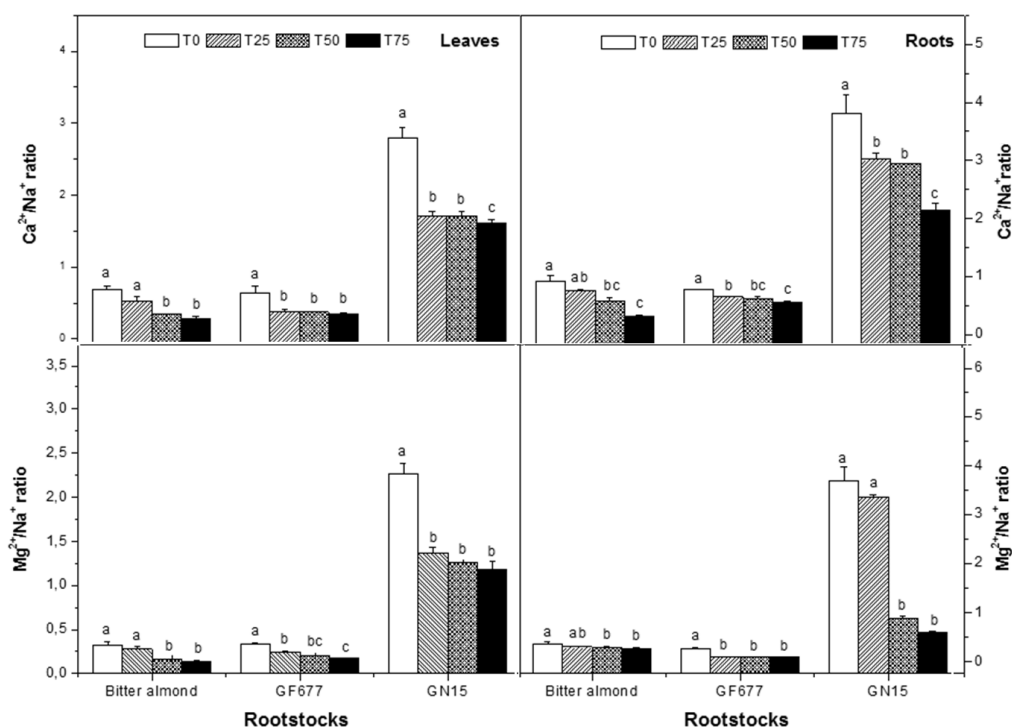 T0 T25 T50 T75 Leaves
4
3
2
1
0
Ca²⁺/Na⁺ ratio
a a b b
a b b b
a b b c
T0 T25 T50 T75 Roots
5
4
3
2
1
0
Ca²⁺/Na⁺ ratio
a ab bc c
a b bc c
a b b c
3,5
3,0
2,5
2,0
1,5
1,0
0,5
0,0
Mg²⁺/Na⁺ ratio
a a b b
a b bc c
a b b b
Bitter almond GF677 GN15
Rootstocks
6
5
4
3
2
1
0
Mg²⁺/Na⁺ ratio
a ab b b
a b b b
a a b b
Bitter almond GF677 GN15
Rootstocks